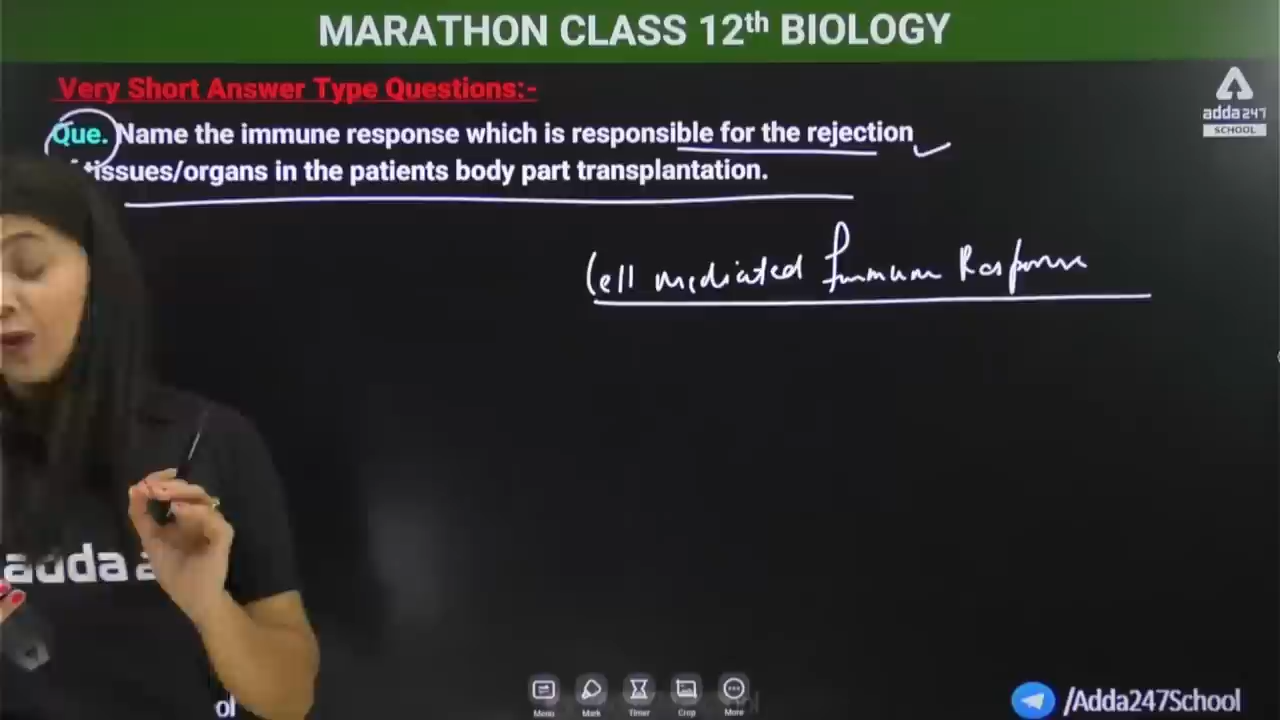 MARATHON CLASS 12th BIOLOGY
Very Short Answer Type Questions:-
adda247
SCHOOL
Que. Name the immune response which is responsible for the rejection
tissues/organs in the patients body part transplantation.
Cell mediated Immune Response
adda
ol
Menu Mark Timer Crop More
/Adda247School